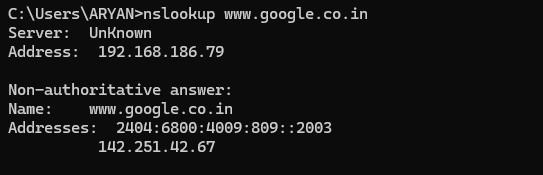 C:\Users\ARYAN>nslookup www.google.co.in
Server:  UnKnown
Address:  192.168.186.79

Non-authoritative answer:
Name:    www.google.co.in
Addresses:  2404:6800:4009:809::2003
          142.251.42.67